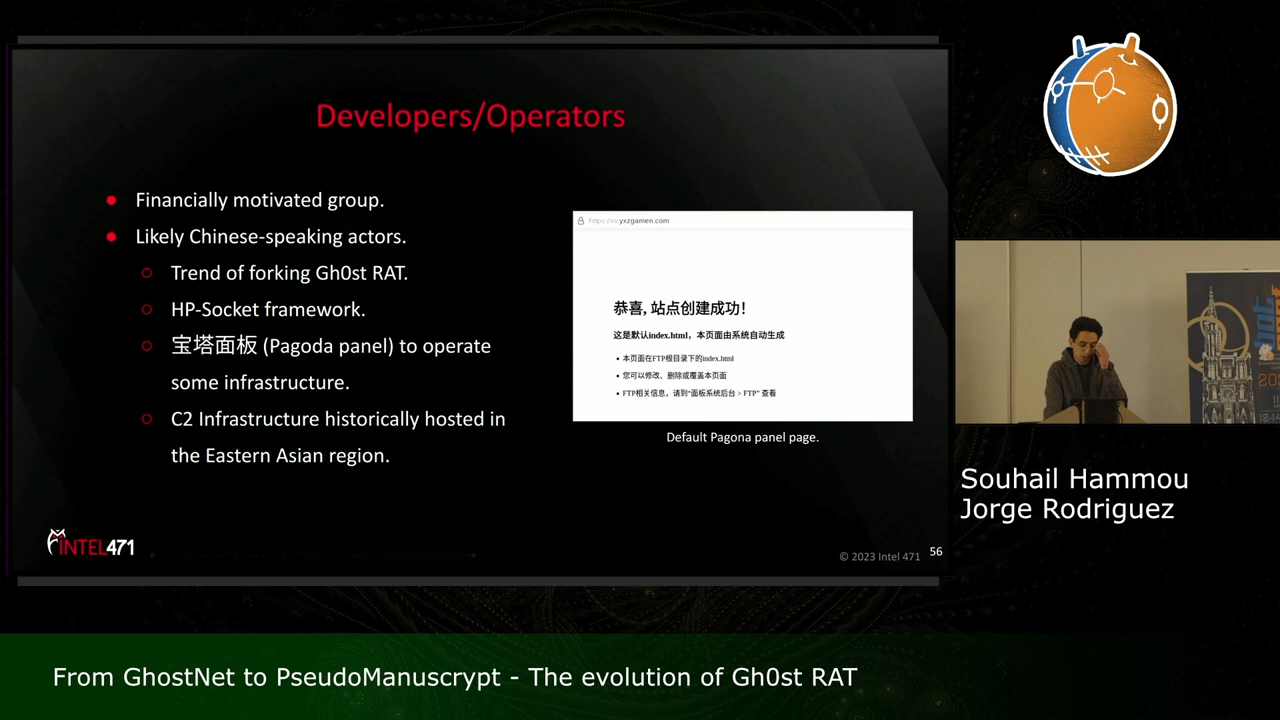 Developers/Operators
Financially motivated group.
Likely Chinese-speaking actors.
Trend of forking Gh0st RAT.
HP-Socket framework.
宝塔面板 (Pagoda panel) to operate
some infrastructure.
C2 Infrastructure historically hosted in
the Eastern Asian region.
https://xv.yxzgamen.com
恭喜, 站点创建成功！
这是默认index.html，本页面由系统自动生成
本页面在FTP根目录下的index.html
您可以修改、删除或覆盖本页面
FTP相关信息，请到“面板系统后台 > FTP” 查看
Default Pagona panel page.
INTEL471
© 2023 Intel 471
56
Souhail Hammou
Jorge Rodriguez
From GhostNet to PseudoManuscrypt - The evolution of Gh0st RAT